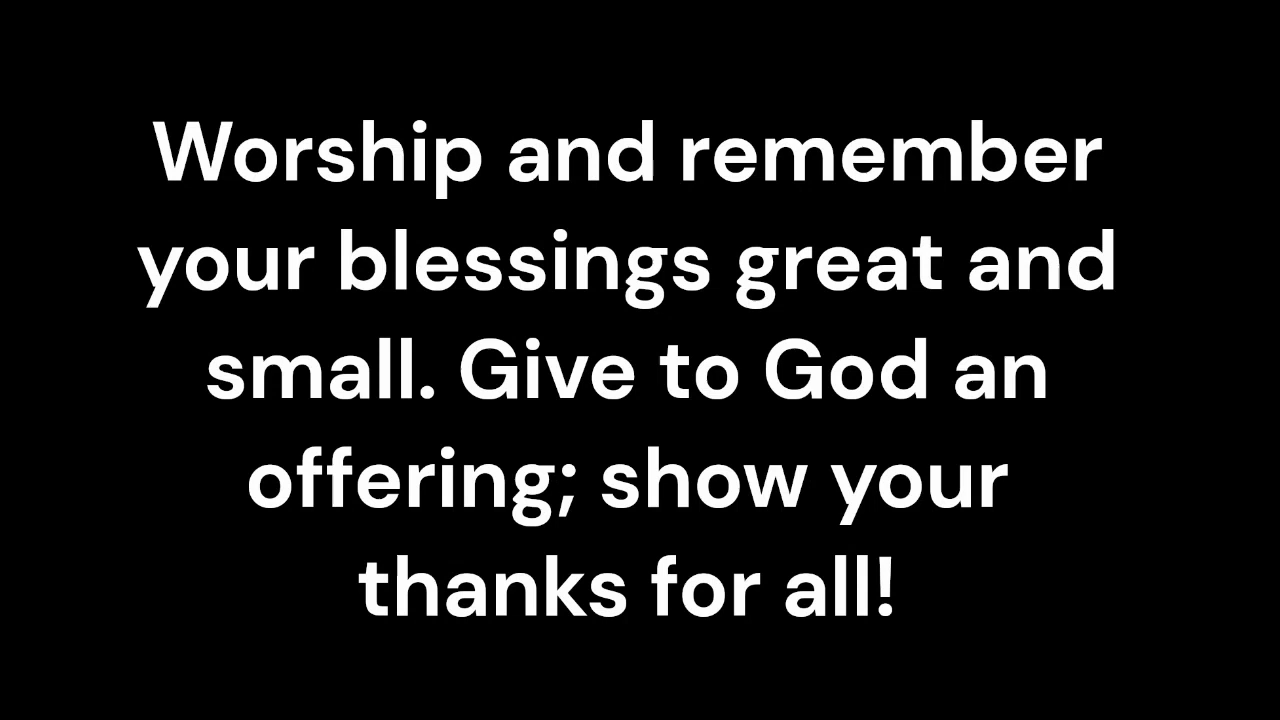 Worship and remember
your blessings great and
small. Give to God an
offering; show your
thanks for all!